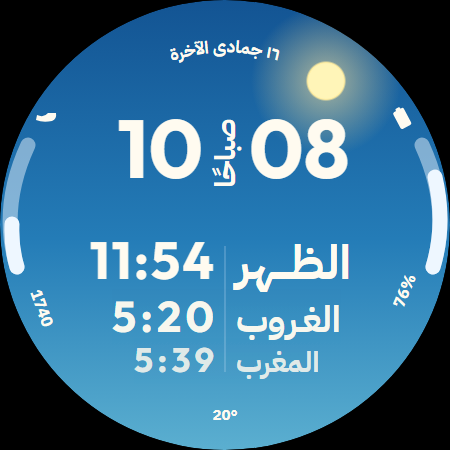 ١٦ جمادى الآخرة
10 صباحًا 08
الظهر 11:54
الغروب 5:20
المغرب 5:39
1740
76%
20°